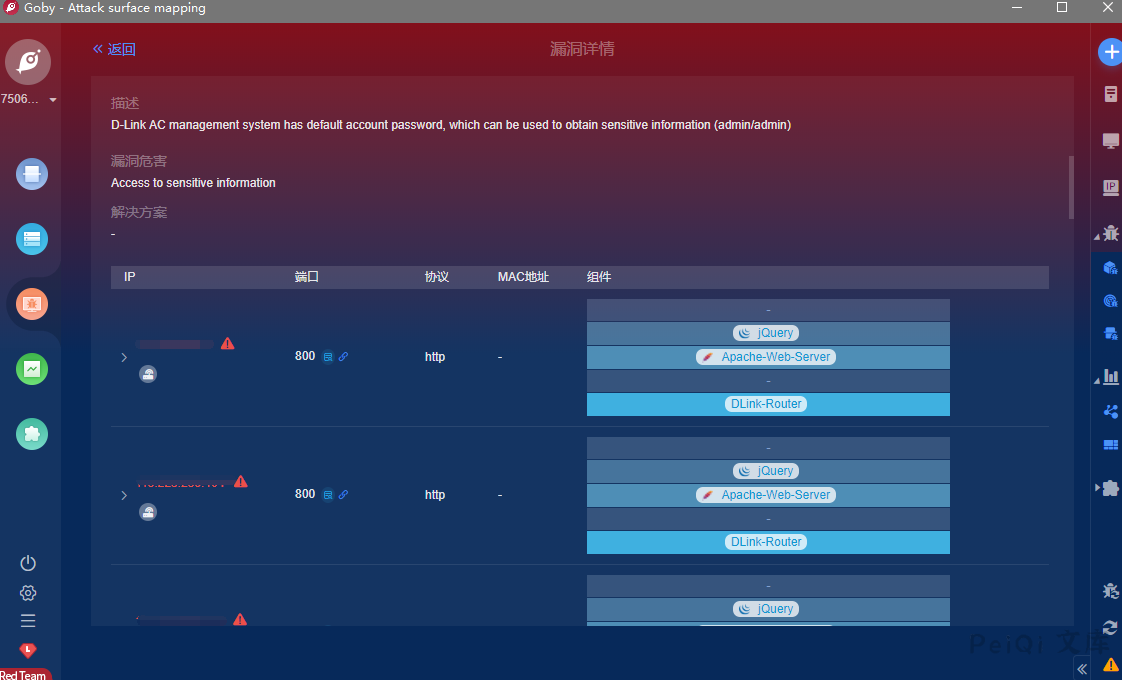 Goby - Attack surface mapping
7506...
« 返回
漏洞详情
描述
D-Link AC management system has default account password, which can be used to obtain sensitive information (admin/admin)
漏洞危害
Access to sensitive information
解决方案
-
IP 端口 协议 MAC地址 组件
-
jQuery
800 http - Apache-Web-Server
-
DLink-Router
-
jQuery
800 http - Apache-Web-Server
-
DLink-Router
-
jQuery
IP
PeiQi 文库
Red Team